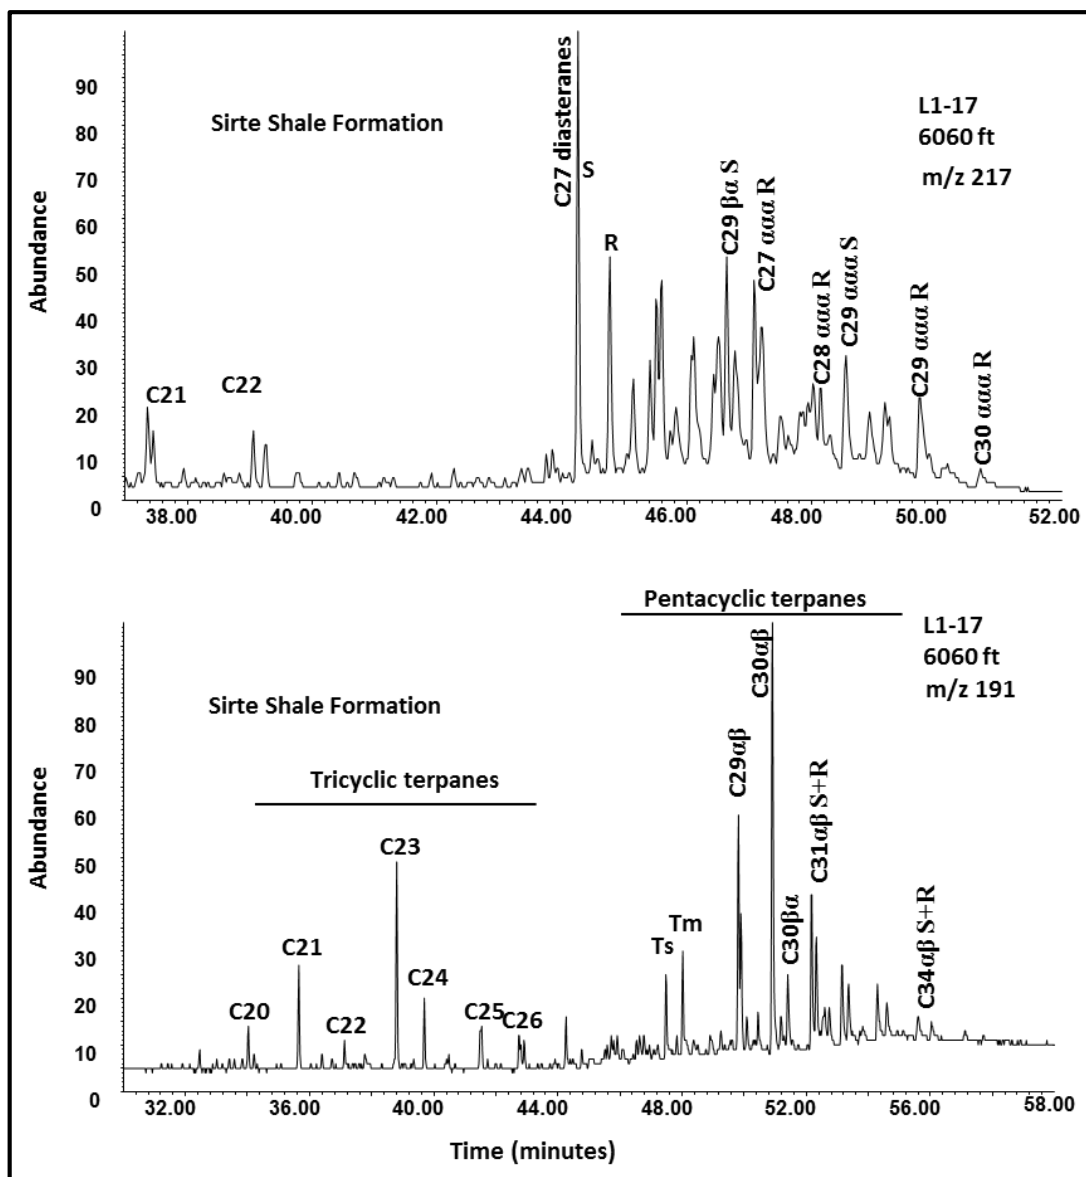 Sirte Shale Formation
L1-17
6060 ft
m/z 217
Abundance
90
80
70
60
50
40
30
20
10
0
C21
C22
C27 diasteranes
S
R
C29 βα S
C27 ααα R
C28 ααα R
C29 ααα S
C29 ααα R
C30 ααα R
38.00 40.00 42.00 44.00 46.00 48.00 50.00 52.00
Pentacyclic terpanes
L1-17
6060 ft
m/z 191
Sirte Shale Formation
Tricyclic terpanes
Abundance
90
80
70
60
50
40
30
20
10
0
C20
C21
C22
C23
C24
C25
C26
Ts
Tm
C29αβ
C30αβ
C30βα
C31αβ S+R
C34αβ S+R
32.00 36.00 40.00 44.00 48.00 52.00 56.00 58.00
Time (minutes)